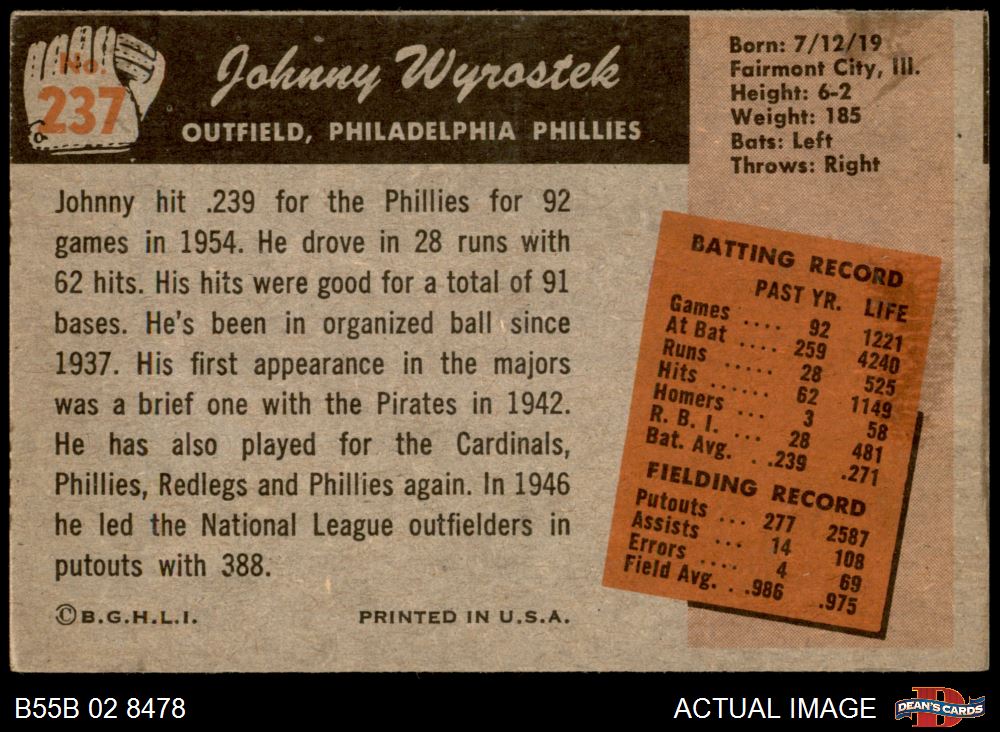 No.
237
Johnny Wyrostek
OUTFIELD, PHILADELPHIA PHILLIES
Born: 7/12/19
Fairmont City, Ill.
Height: 6-2
Weight: 185
Bats: Left
Throws: Right
Johnny hit .239 for the Phillies for 92
games in 1954. He drove in 28 runs with
62 hits. His hits were good for a total of 91
bases. He's been in organized ball since
1937. His first appearance in the majors
was a brief one with the Pirates in 1942.
He has also played for the Cardinals,
Phillies, Redlegs and Phillies again. In 1946
he led the National League outfielders in
putouts with 388.
BATTING RECORD
PAST YR. LIFE
Games .... 92 1221
At Bat .... 259 4240
Runs ..... 28 525
Hits ..... 62 1149
Homers ... 3 58
R. B. I. ... 28 481
Bat. Avg. . .239 .271
FIELDING RECORD
Putouts ... 277 2587
Assists ... 14 108
Errors .... 4 69
Field Avg. . .986 .975
©B.G.H.L.I. PRINTED IN U.S.A.
B55B 02 8478 ACTUAL IMAGE DEAN'S CARDS